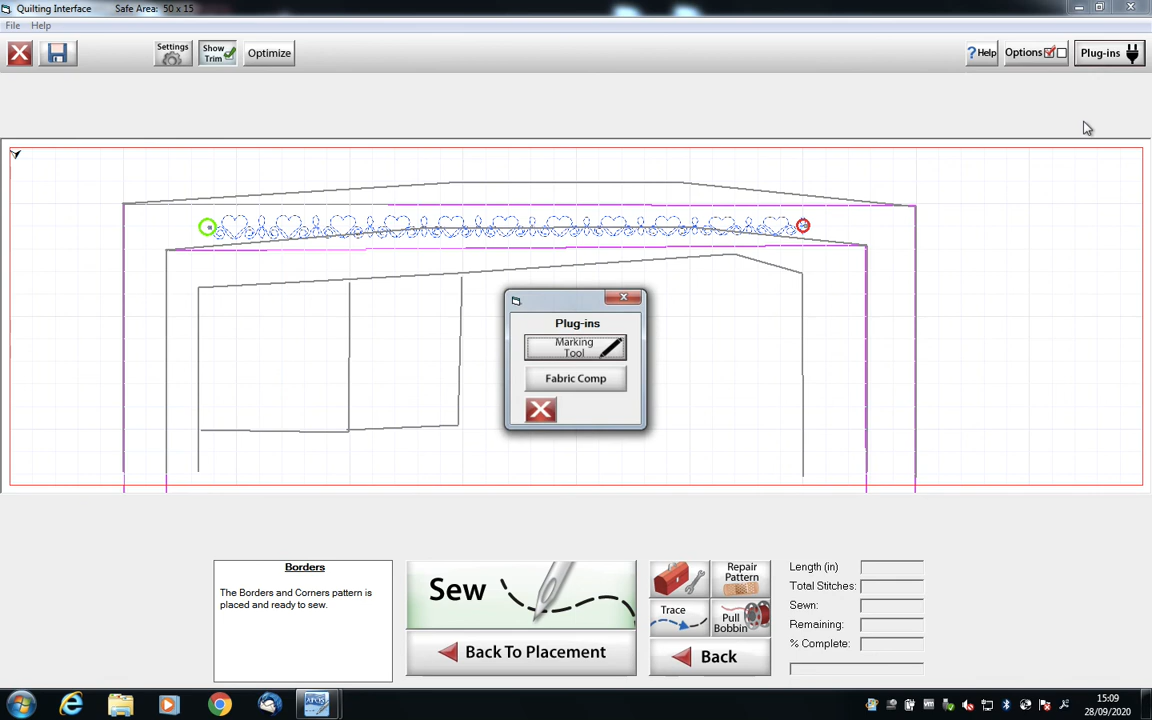 Quilting Interface Safe Area: 50 x 15
File Help
Settings
Show
Trim
Optimize
? Help
Options
Plug-ins
Plug-ins
Marking
Tool
Fabric Comp
Borders
The Borders and Corners pattern is
placed and ready to sew.
Sew
Back To Placement
Repair
Pattern
Trace
Pull
Bobbin
Back
Length (in)
Total Stitches:
Sewn:
Remaining:
% Complete:
15:09
28/09/2020